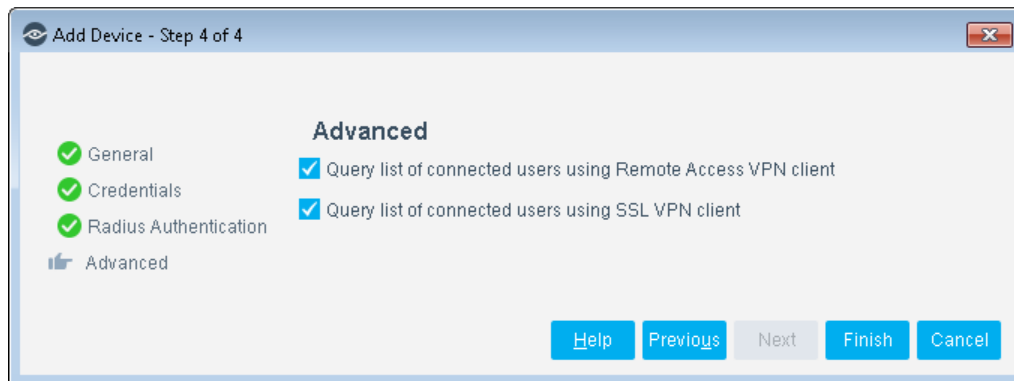 Add Device - Step 4 of 4
General
Credentials
Radius Authentication
Advanced
Advanced
Query list of connected users using Remote Access VPN client
Query list of connected users using SSL VPN client
Help
Previous
Next
Finish
Cancel